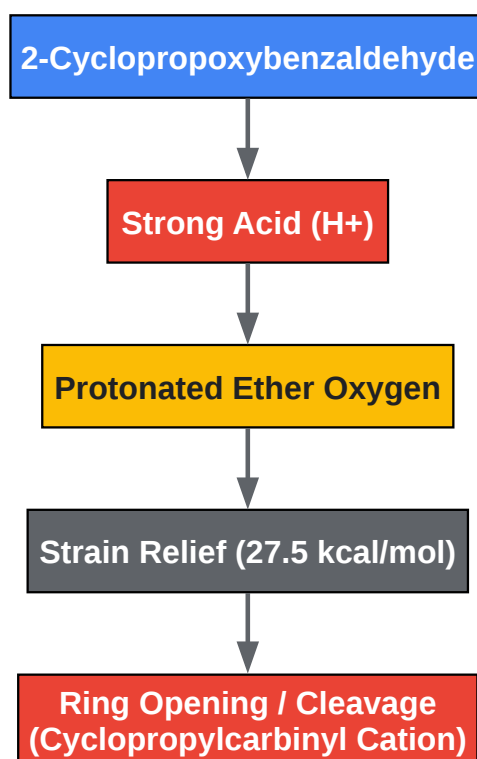 2-Cyclopropoxybenzaldehyde
Strong Acid (H+)
Protonated Ether Oxygen
Strain Relief (27.5 kcal/mol)
Ring Opening / Cleavage
(Cyclopropylcarbinyl Cation)